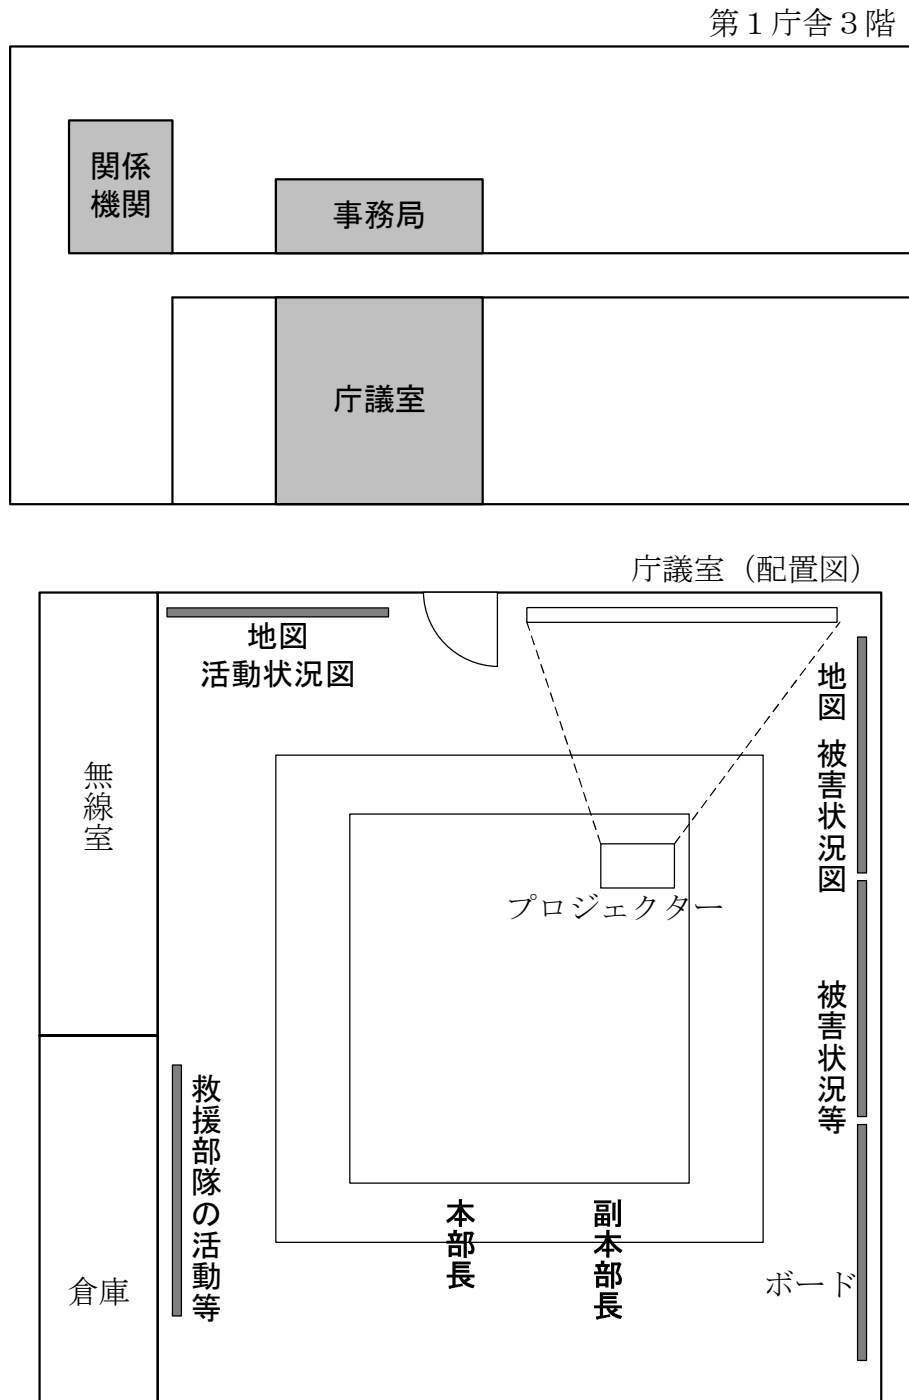 第１庁舎３階
関係
機関
事務局
庁議室
庁議室（配置図）
地図
活動状況図
地図 被害状況図
無線室
プロジェクター
被害状況等
救援部隊の活動等
本部長
副本部長
ボード
倉庫